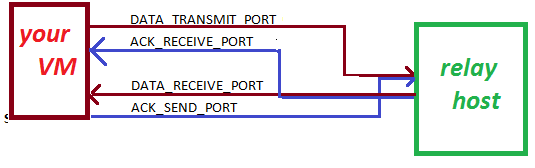 DATA_TRANSMIT_PORT
your
VM
ACK_RECEIVE_PORT
DATA_RECEIVE_PORT
ACK_SEND_PORT
relay
host